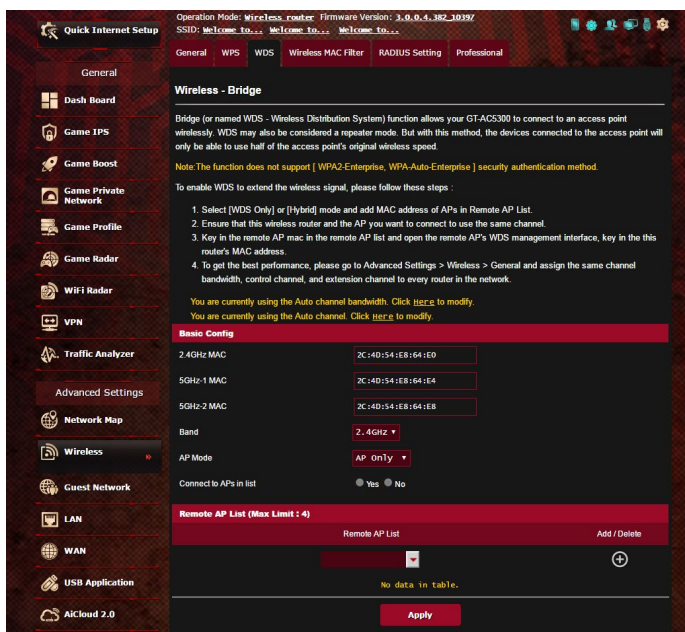 Quick Internet Setup
General
Dash Board
Game IPS
Game Boost
Game Private
Network
Game Profile
Game Radar
WiFi Radar
VPN
Traffic Analyzer
Advanced Settings
Network Map
Wireless
Guest Network
LAN
WAN
USB Application
AiCloud 2.0
Operation Mode: Wireless router Firmware Version: 3.0.0.4.382_10397
SSID: Welcome to... Welcome to... Welcome to...
General WPS WDS Wireless MAC Filter RADIUS Setting Professional
Wireless - Bridge
Bridge (or named WDS - Wireless Distribution System) function allows your GT-AC5300 to connect to an access point
wirelessly. WDS may also be considered a repeater mode. But with this method, the devices connected to the access point will
only be able to use half of the access point's original wireless speed.
Note:The function does not support [ WPA2-Enterprise, WPA-Auto-Enterprise ] security authentication method.
To enable WDS to extend the wireless signal, please follow these steps :
1. Select [WDS Only] or [Hybrid] mode and add MAC address of APs in Remote AP List.
2. Ensure that this wireless router and the AP you want to connect to use the same channel.
3. Key in the remote AP mac in the remote AP list and open the remote AP's WDS management interface, key in the this
router's MAC address.
4. To get the best performance, please go to Advanced Settings > Wireless > General and assign the same channel
bandwidth, control channel, and extension channel to every router in the network.
You are currently using the Auto channel bandwidth. Click Here to modify.
You are currently using the Auto channel. Click Here to modify.
Basic Config
2.4GHz MAC 2C:4D:54:E8:64:E0
5GHz-1 MAC 2C:4D:54:E8:64:E4
5GHz-2 MAC 2C:4D:54:E8:64:E8
Band 2.4GHz
AP Mode AP Only
Connect to APs in list Yes No
Remote AP List (Max Limit : 4)
Remote AP List Add / Delete
No data in table.
Apply